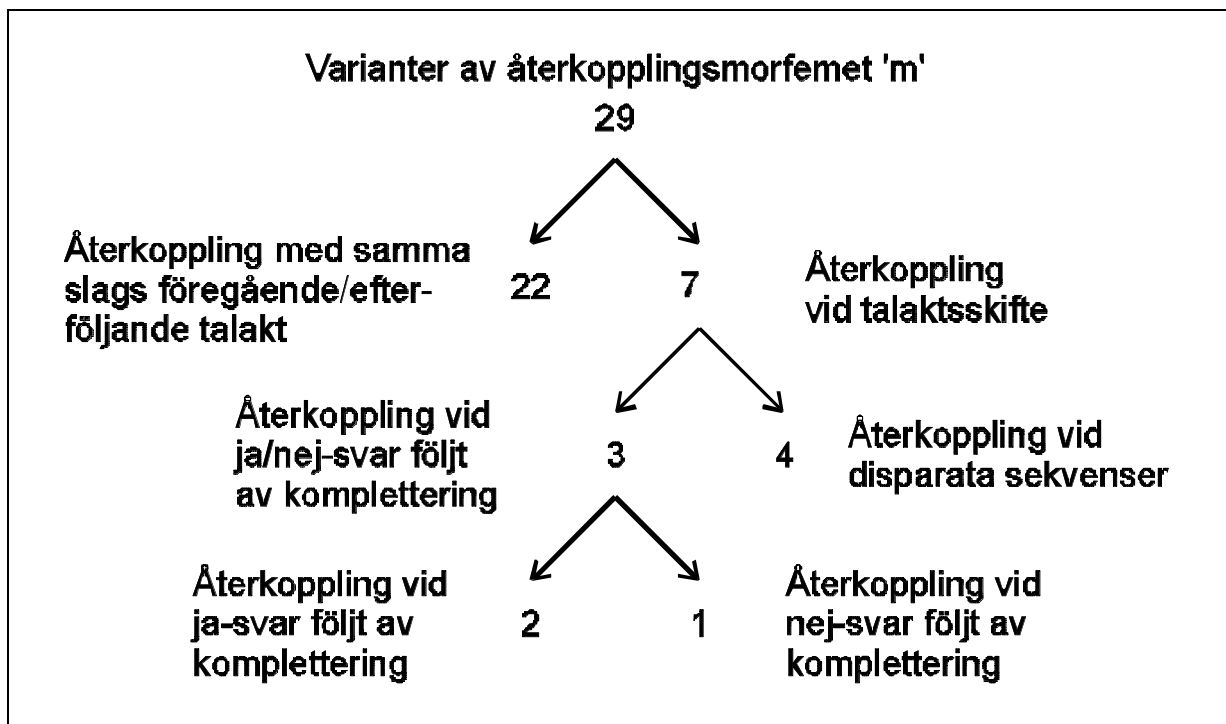 Varianter av återkopplingsmorfemet 'm'
29
Återkoppling med samma
slags föregående/efter-
följande talakt
22
7
Återkoppling
vid talaktsskifte
Återkoppling vid
ja/nej-svar följt
av komplettering
3
4
Återkoppling vid
disparata sekvenser
Återkoppling vid
ja-svar följt av
komplettering
2
1
Återkoppling vid
nej-svar följt av
komplettering